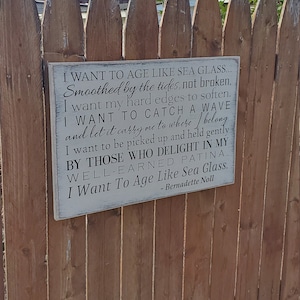 I WANT TO AGE LIKE SEA GLASS.
Smoothed by the tides, not broken.
I want my hard edges to soften.
I WANT TO CATCH A WAVE
and let it carry me to where I belong.
I want to be picked up and held gently
BY THOSE WHO DELIGHT IN MY
WELL-EARNED PATINA.
I Want To Age Like Sea Glass.
- Bernadette Noll